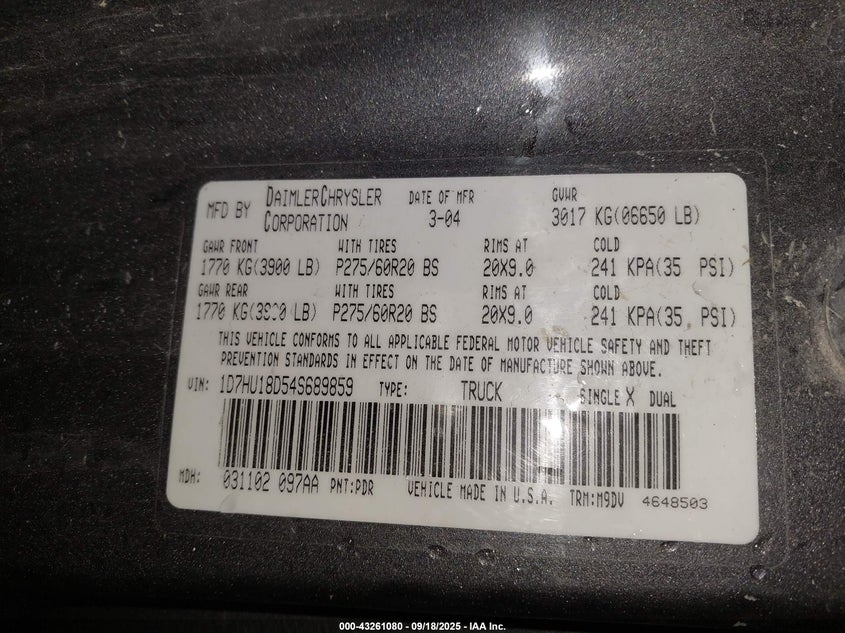 MFD BY DAIMLERCHRYSLER CORPORATION DATE OF MFR 3-04 GVWR 3017 KG(06650 LB)
GAWR FRONT WITH TIRES RIMS AT COLD
1770 KG(3900 LB) P275/60R20 BS 20X9.0 241 KPA(35 PSI)
GAWR REAR WITH TIRES RIMS AT COLD
1770 KG(3900 LB) P275/60R20 BS 20X9.0 241 KPA(35 PSI)
THIS VEHICLE CONFORMS TO ALL APPLICABLE FEDERAL MOTOR VEHICLE SAFETY AND THEFT
PREVENTION STANDARDS IN EFFECT ON THE DATE OF MANUFACTURE SHOWN ABOVE.
VIN: 1D7HU18D54S689859 TYPE: TRUCK SINGLE X DUAL
MDH: 031102 097AA PNT:PDR VEHICLE MADE IN U.S.A. TRM:M9DV 4648503
000-43261080 - 09/18/2025 - IAA Inc.